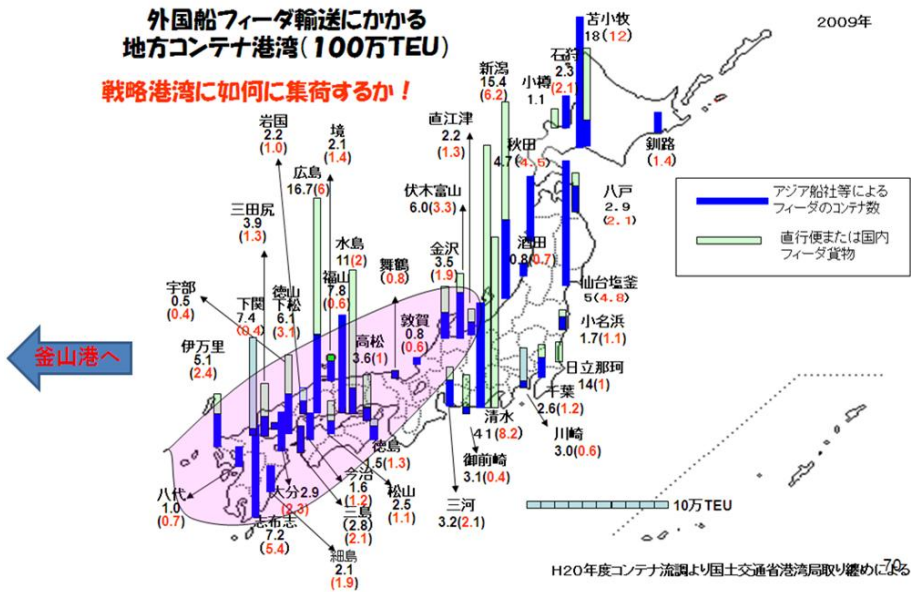 外国船フィーダ輸送にかかる
地方コンテナ港湾(100万TEU)
戦略港湾に如何に集荷するか!
2009年
苫小牧
18(12)
石狩
2.3
(2.1)
小樽
1.1
新潟
15.4
(6.2)
釧路
(1.4)
直江津
2.2
(1.3)
秋田
4.7(4.5)
八戸
2.9
(2.1)
アジア船社等による
フィーダのコンテナ数
直行便または国内
フィーダ貨物
岩国
2.2
(1.0)
境
2.1
(1.4)
広島
16.7(6)
伏木富山
6.0(3.3)
三田尻
3.9
(1.3)
水島
11(2)
舞鶴
(0.8)
金沢
3.5
(1.9)
酒田
0.8(0.7)
仙台塩釜
5(4.8)
宇部
0.5
(0.4)
下関
7.4
(0.4)
徳山
下松
6.1
(3.1)
福山
7.8
(0.6)
敦賀
0.8
(0.6)
小名浜
1.7(1.1)
高松
3.6(1)
伊万里
5.1
(2.4)
釜山港へ
日立那珂
14(1)
千葉
2.6(1.2)
清水
41(8.2)
川崎
3.0(0.6)
徳島
5(1.3)
御前崎
3.1(0.4)
今治
1.6
(1.2)
松山
2.5
(1.1)
三河
3.2(2.1)
10万TEU
八代
1.0
(0.7)
大分2.9
(2.3)
三島
2.8
(2.1)
志布志
7.2
(5.4)
細島
2.1
(1.9)
70
H20年度コンテナ流調より国土交通省港湾局取り纏めによる